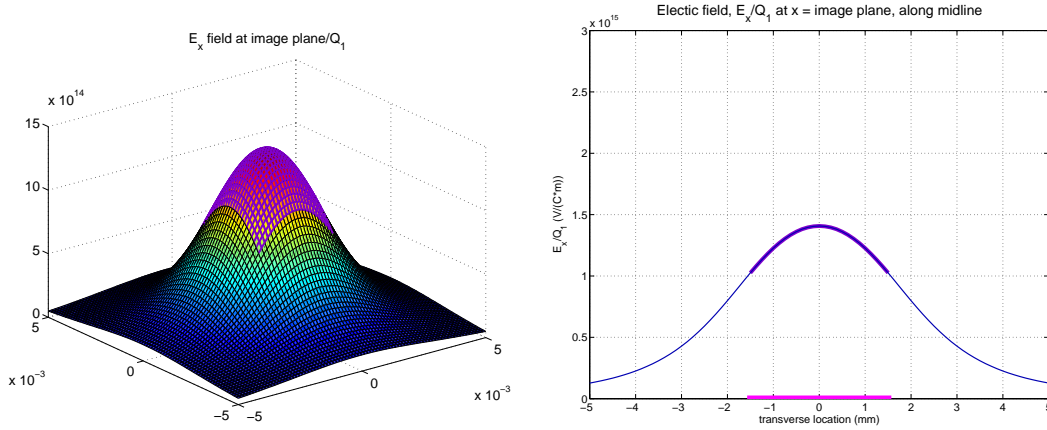 E_x field at image plane/Q_1
x 10^14
15
10
5
0
5
0
−5
x 10^−3
−5
0
5
x 10^−3
Electic field, E_x/Q_1 at x = image plane, along midline
x 10^15
3
2.5
2
1.5
1
0.5
0
E_x/Q_1 (V/(C*m))
−5 −4 −3 −2 −1 0 1 2 3 4 5
transverse location (mm)